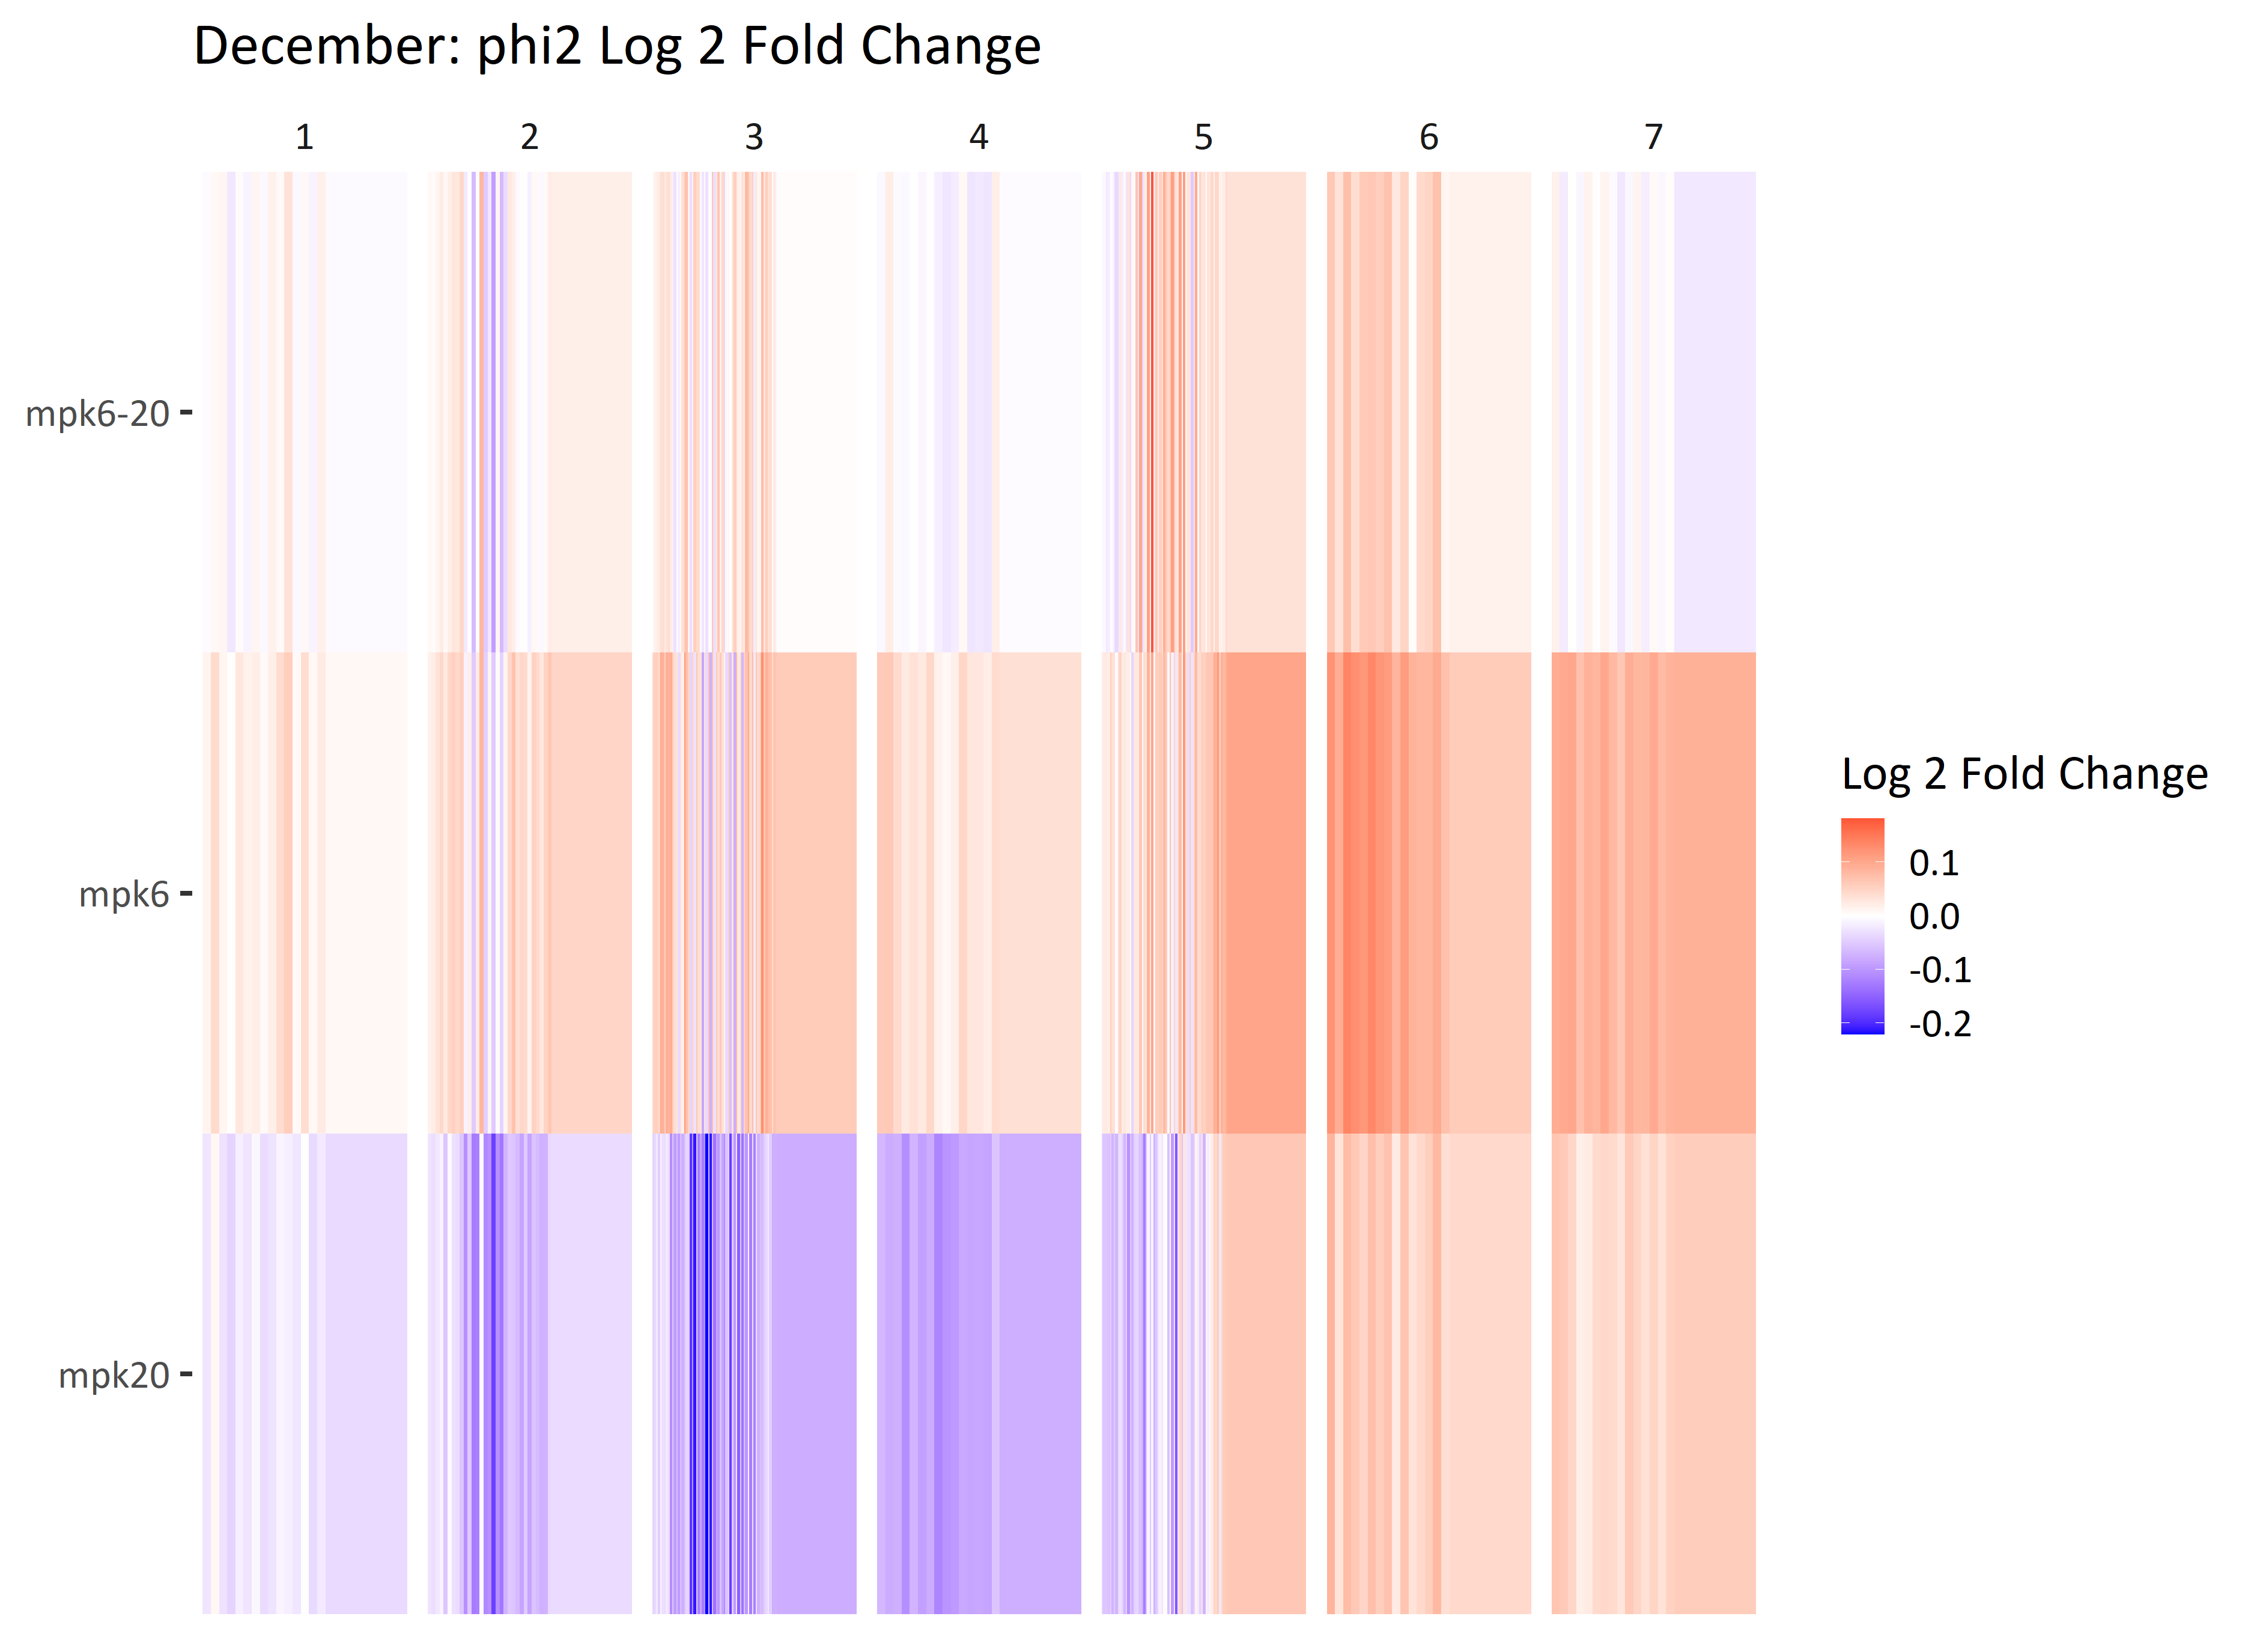 December: phi2 Log 2 Fold Change
1 2 3 4 5 6 7
mpk6-20
mpk6
mpk20
Log 2 Fold Change
0.1
0.0
-0.1
-0.2